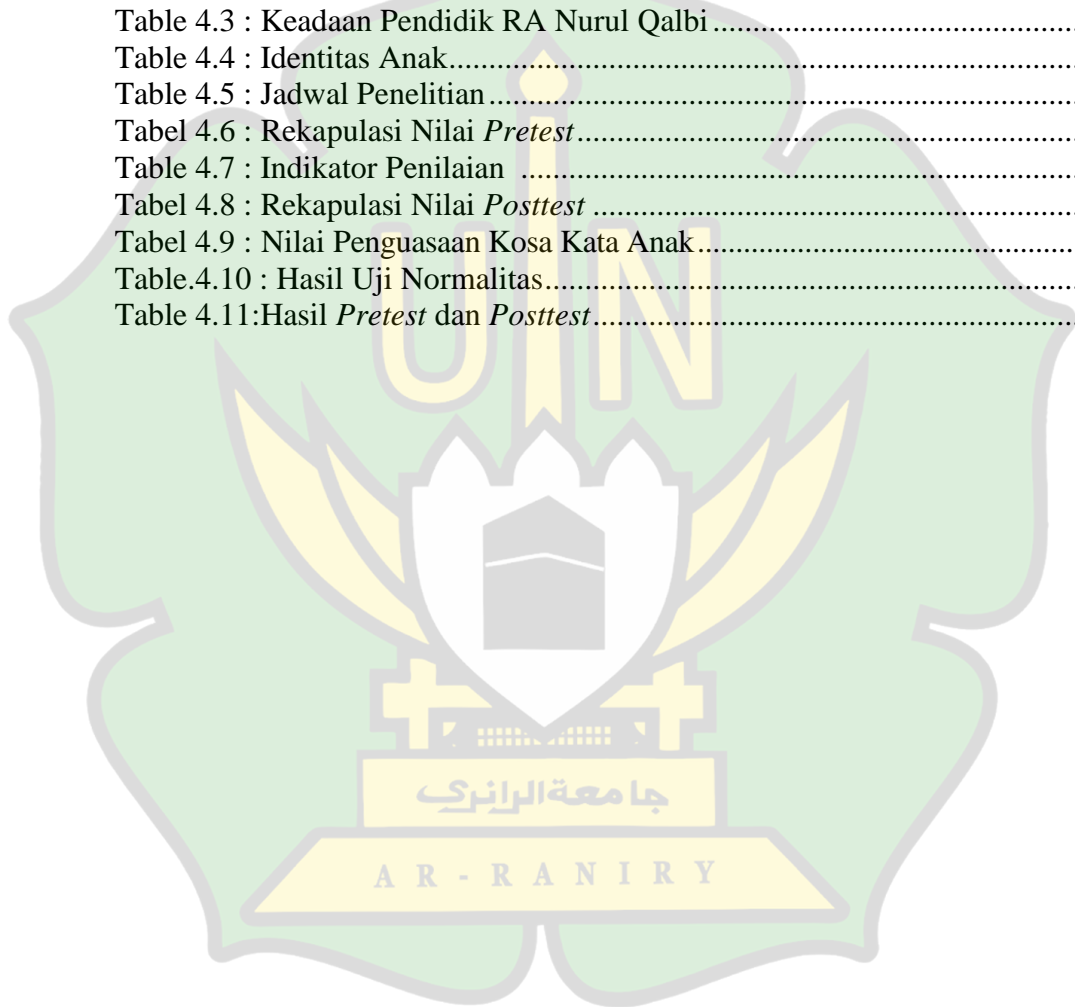 Table 4.3 : Keadaan Pendidik RA Nurul Qalbi ..........................................................
Table 4.4 : Identitas Anak..........................................................................................
Table 4.5 : Jadwal Penelitian .....................................................................................
Tabel 4.6 : Rekapulasi Nilai Pretest...........................................................................
Table 4.7 : Indikator Penilaian ..................................................................................
Tabel 4.8 : Rekapulasi Nilai Posttest ........................................................................
Tabel 4.9 : Nilai Penguasaan Kosa Kata Anak..........................................................
Table.4.10 : Hasil Uji Normalitas...............................................................................
Table 4.11:Hasil Pretest dan Posttest.........................................................................
UIN
جامعةالرانري
AR-RANIRY